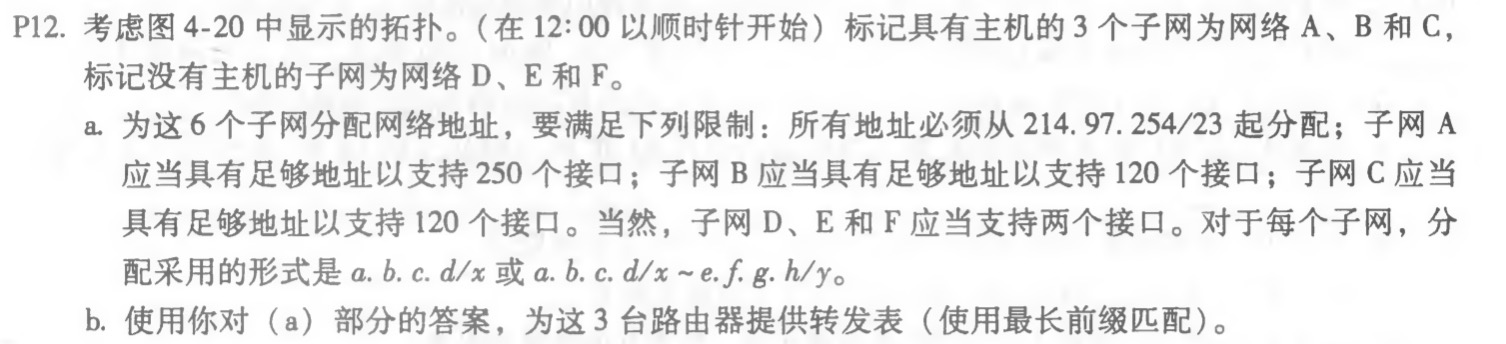 P12. 考虑图 4-20 中显示的拓扑。(在 12:00 以顺时针开始) 标记具有主机的 3 个子网为网络 A、B 和 C,
标记没有主机的子网为网络 D、E 和 F。
a. 为这 6 个子网分配网络地址,要满足下列限制:所有地址必须从 214.97.254/23 起分配;子网 A
应当具有足够地址以支持 250 个接口;子网 B 应当具有足够地址以支持 120 个接口;子网 C 应当
具有足够地址以支持 120 个接口。当然,子网 D、E 和 F 应当支持两个接口。对于每个子网,分
配采用的形式是 a.b.c.d/x 或 a.b.c.d/x ~ e.f.g.h/y。
b. 使用你对 (a) 部分的答案,为这 3 台路由器提供转发表 (使用最长前缀匹配)。